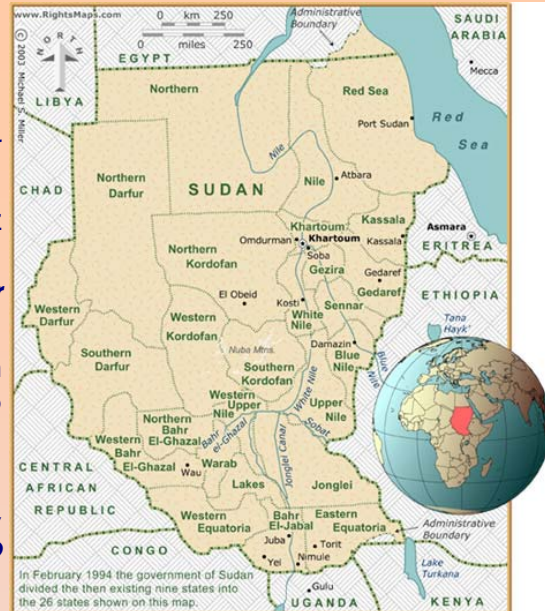 www.RightsMaps.com
© 2003 Michael S. Miller
NORTH
0 km 250
0 miles 250
Administrative
Boundary
SAUDI
ARABIA
Mecca
EGYPT
LIBYA
Northern
Red Sea
Port Sudan
Red
Sea
Nile
CHAD
Northern
Darfur
SUDAN
Nile
Atbara
Khartoum
Kassala
Omdurman
Khartoum
Kassala
Asmara
Soba
ERITREA
Northern
Kordofan
Gezira
Gedaref
Gedaref
El Obeid
Kosti
Sennar
ETHIOPIA
Western
Darfur
Western
Kordofan
White
Nile
Tana
Hayk'
Damazin
Nuba Mtns.
Blue
Nile
Blue
Nile
Southern
Darfur
Southern
Kordofan
White Nile
Western
Upper
Nile
Upper
Nile
Northern
Bahr
El-Ghazal
Bahr
el-Ghazal
Sobat
Western
Bahr
El-Ghazal
Warab
Wau
Jonglei Canar
Lakes
Jonglei
CENTRAL
AFRICAN
REPUBLIC
Western
Equatoria
Bahr
El-Jabal
Eastern
Equatoria
Administrative
Boundary
Juba
Torit
CONGO
Yei
Nimule
Lake
Turkana
In February 1994 the government of Sudan
divided the then existing nine states into
the 26 states shown on this map.
Gulu
UGANDA
KENYA